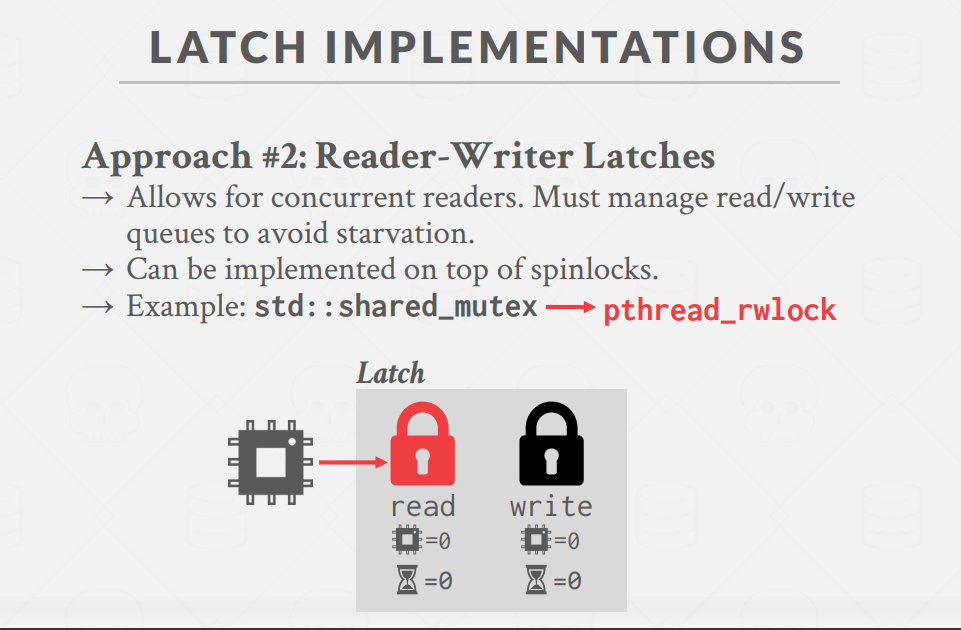 LATCH IMPLEMENTATIONS
Approach #2: Reader-Writer Latches
→ Allows for concurrent readers. Must manage read/write
queues to avoid starvation.
→ Can be implemented on top of spinlocks.
→ Example: std::shared_mutex → pthread_rwlock
Latch
read write
=0 =0
=0 =0